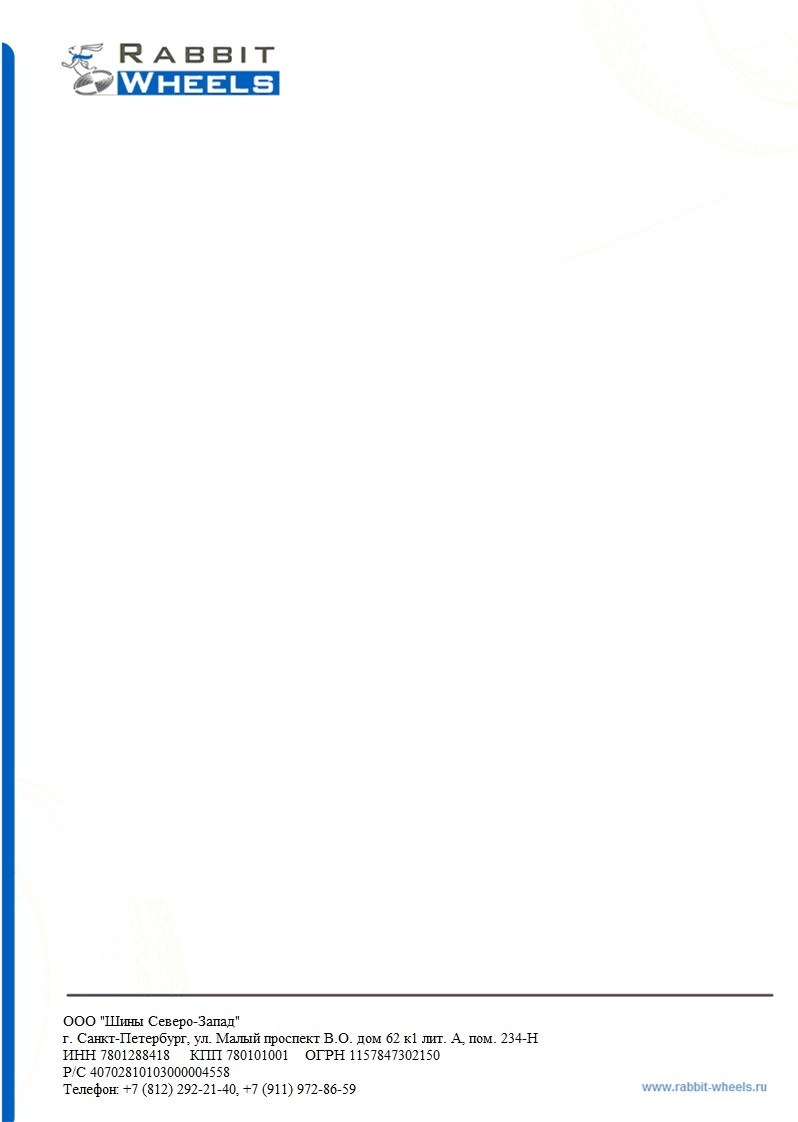 RABBIT
WHEELS
ООО "Шины Северо-Запад"
г. Санкт-Петербург, ул. Малый проспект В.О. дом 62 к1 лит. А, пом. 234-Н
ИНН 7801288418 КПП 780101001 ОГРН 1157847302150
Р/С 40702810103000004558
Телефон: +7 (812) 292-21-40, +7 (911) 972-86-59
www.rabbit-wheels.ru